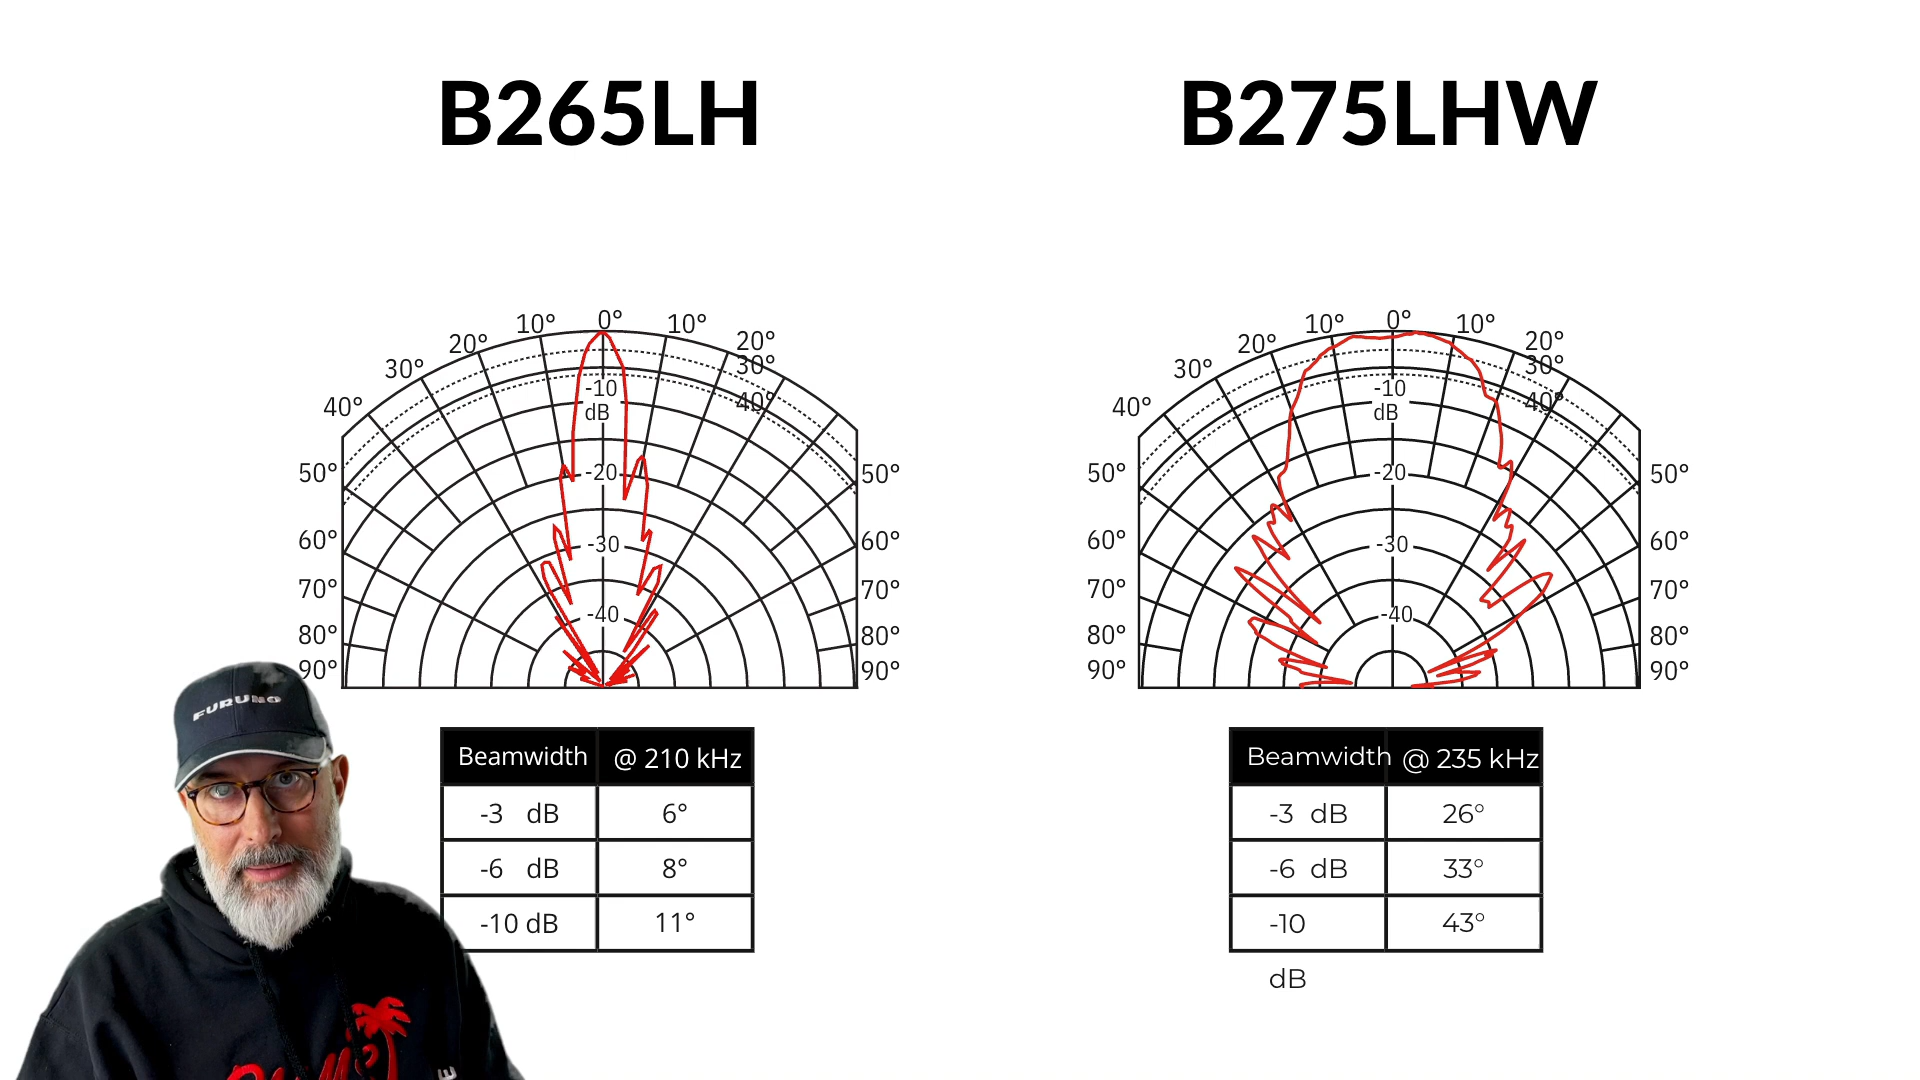 B265LH
B275LHW
0°
10° 10°
20° 20°
30° 30°
40° 40°
50° 50°
60° 60°
70° 70°
80° 80°
90° 90°
-10
dB
-20
-30
-40
0°
10° 10°
20° 20°
30° 30°
40° 40°
50° 50°
60° 60°
70° 70°
80° 80°
90° 90°
-10
dB
-20
-30
-40
FURUNO
Beamwidth @ 210 kHz
-3 dB 6°
-6 dB 8°
-10 dB 11°
Beamwidth @ 235 kHz
-3 dB 26°
-6 dB 33°
-10 43°
dB